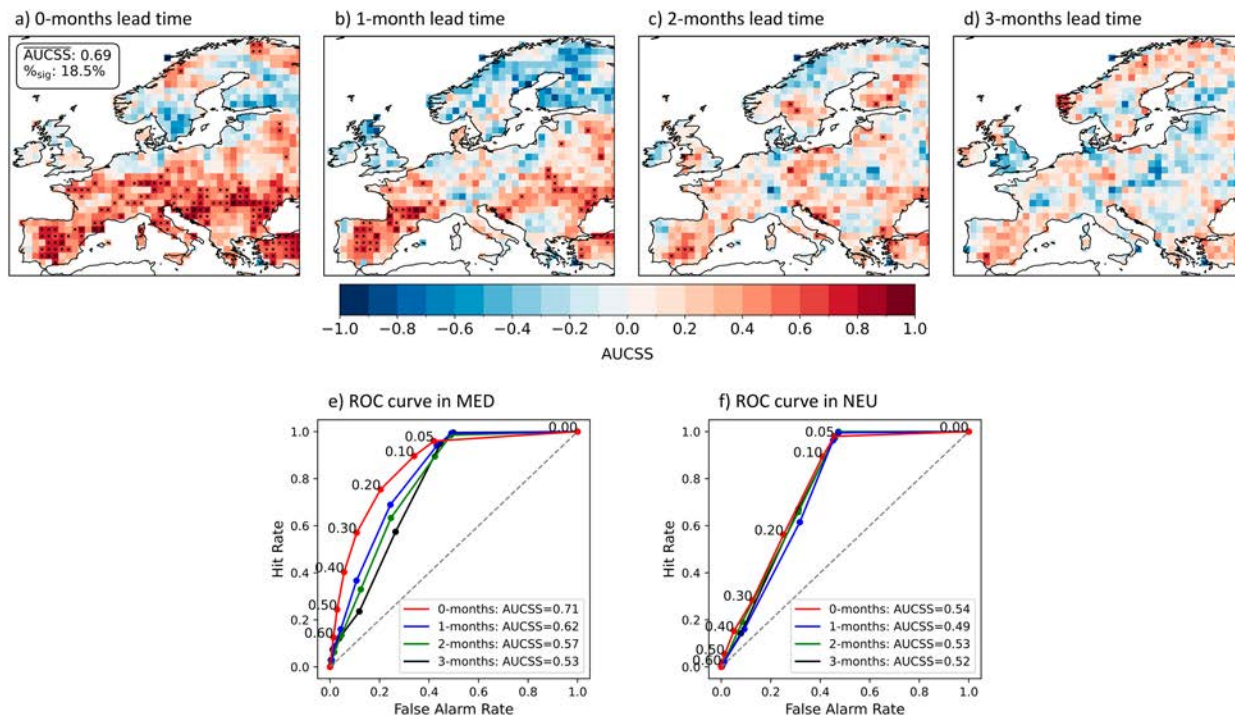 a) 0-months lead time
b) 1-month lead time
c) 2-months lead time
d) 3-months lead time
AUCSS: 0.69
%sig: 18.5%
−1.0 −0.8 −0.6 −0.4 −0.2 0.0 0.2 0.4 0.6 0.8 1.0
AUCSS
e) ROC curve in MED
1.0
0.8
0.6
0.4
0.2
0.0
Hit Rate
0.00
0.05
0.10
0.20
0.30
0.40
0.50
0.60
0-months: AUCSS=0.71
1-months: AUCSS=0.62
2-months: AUCSS=0.57
3-months: AUCSS=0.53
0.0 0.2 0.4 0.6 0.8 1.0
False Alarm Rate
f) ROC curve in NEU
1.0
0.8
0.6
0.4
0.2
0.0
Hit Rate
0.00
0.05
0.10
0.20
0.30
0.40
0.50
0.60
0-months: AUCSS=0.54
1-months: AUCSS=0.49
2-months: AUCSS=0.53
3-months: AUCSS=0.52
0.0 0.2 0.4 0.6 0.8 1.0
False Alarm Rate